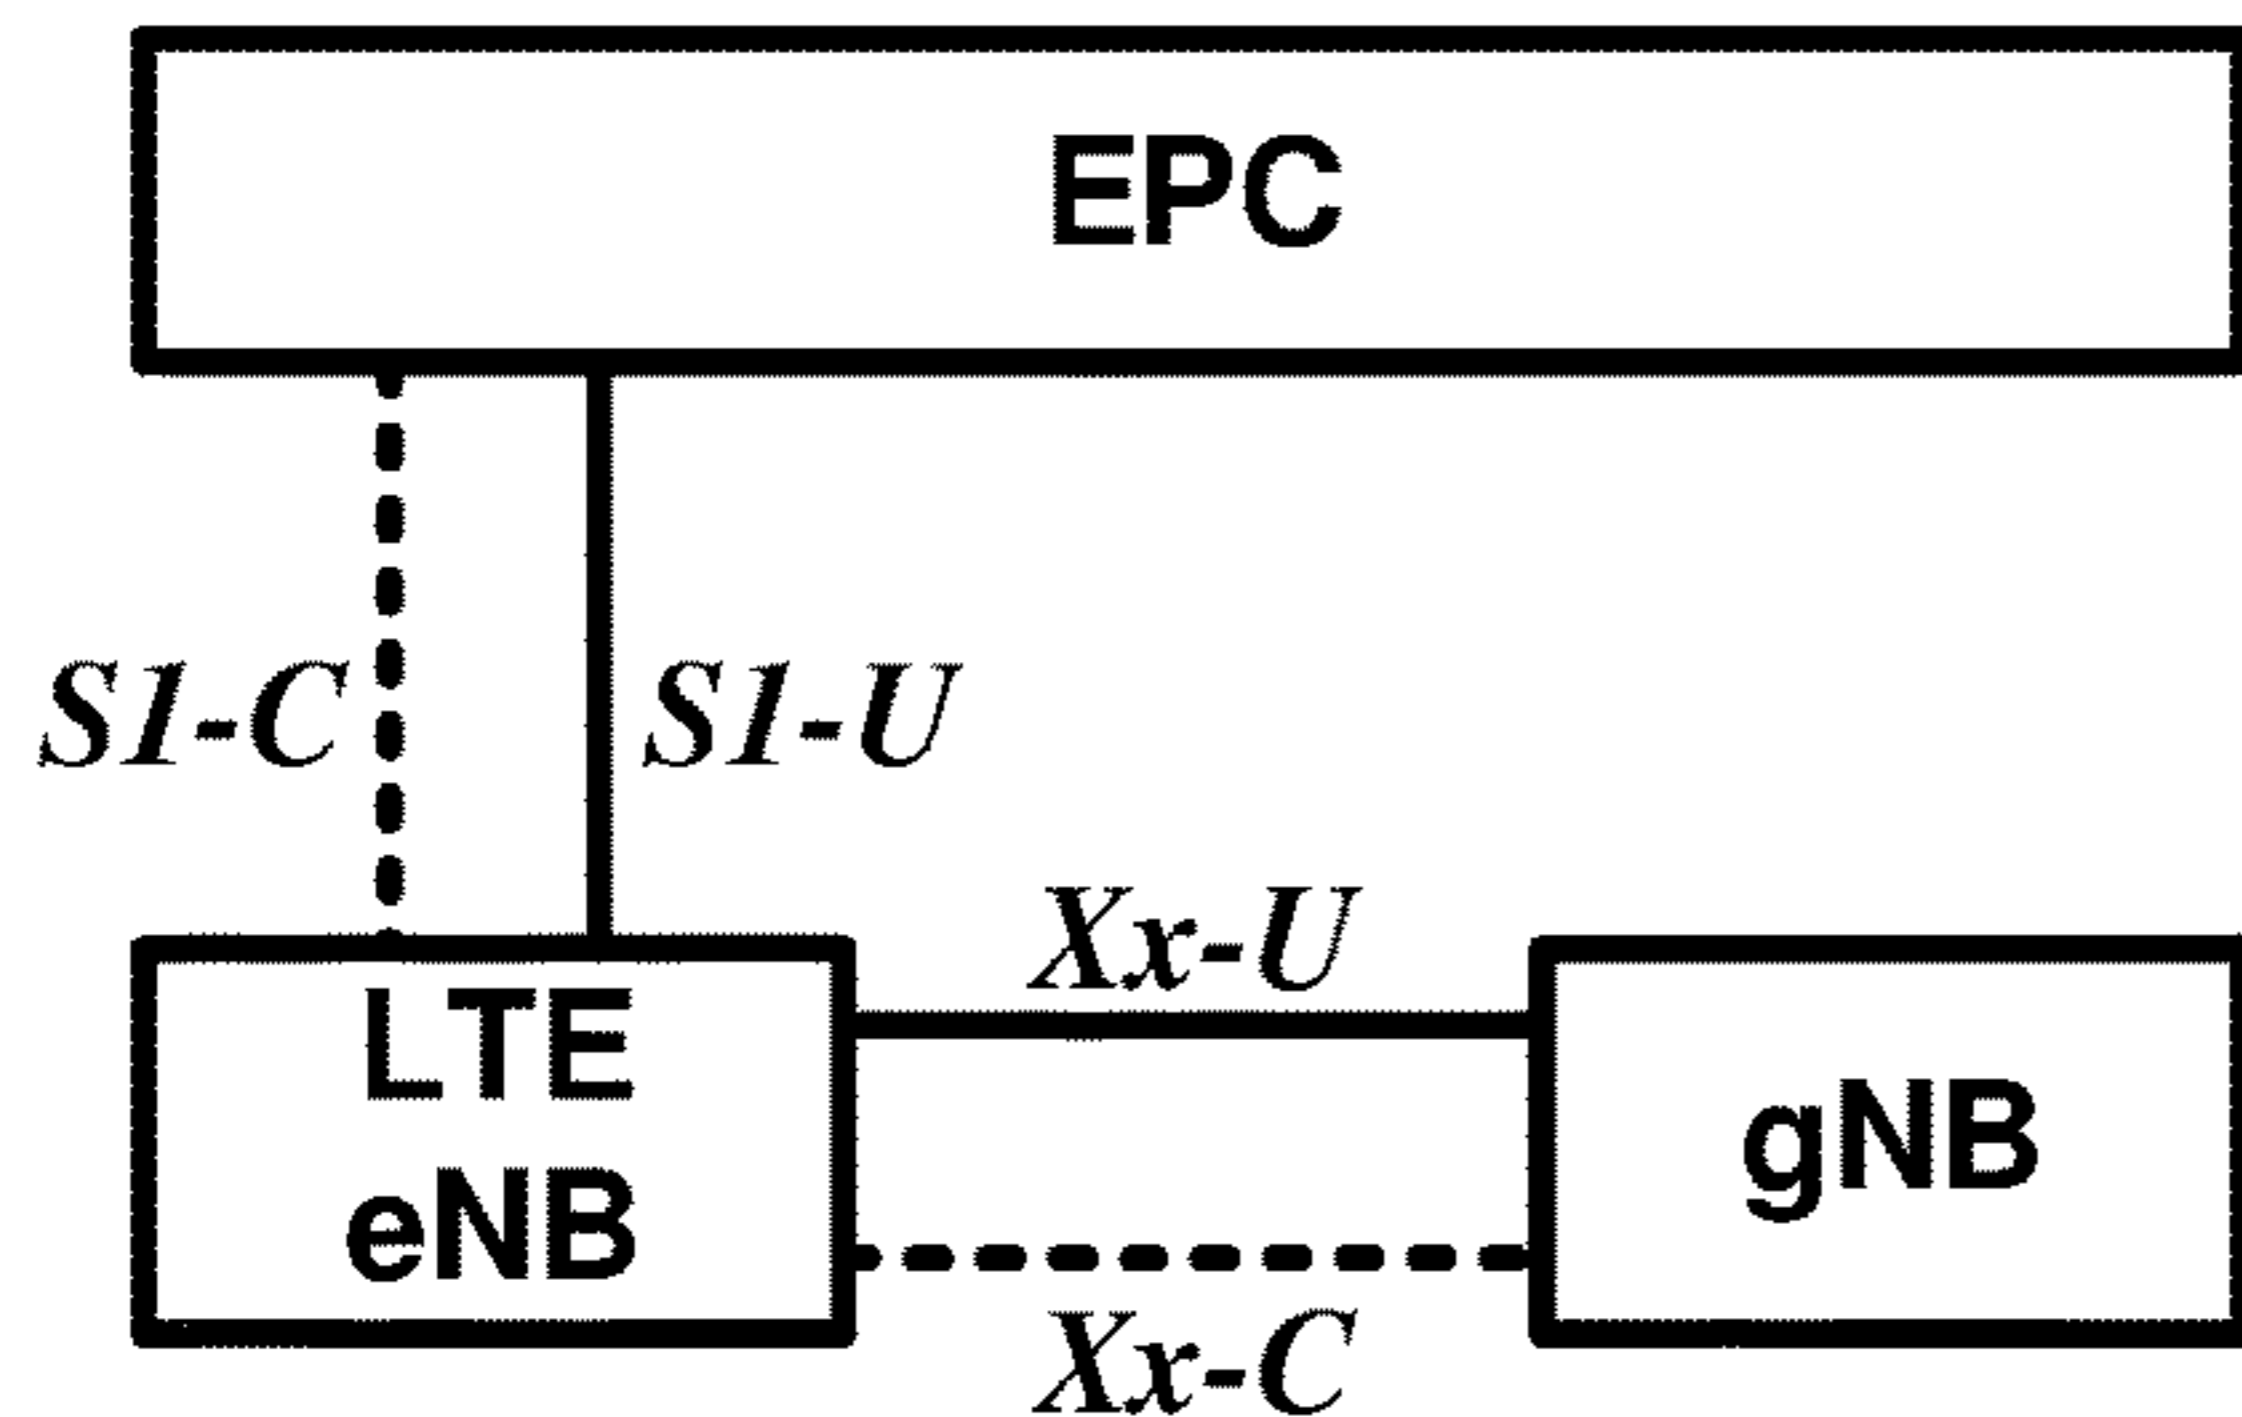 EPC
S1-C
S1-U
Xx-U
LTE
eNB
gNB
Xx-C